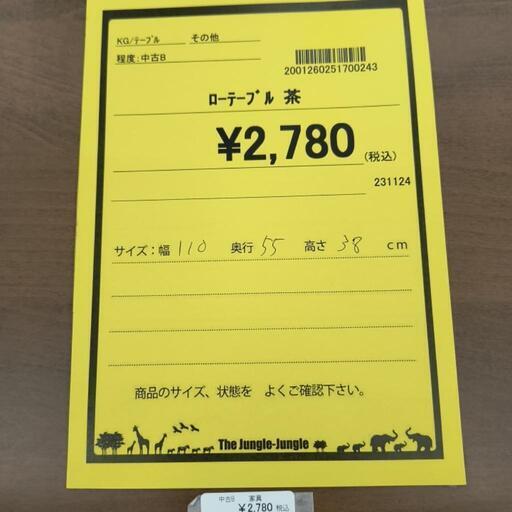 KG/ﾃｰﾌﾞﾙ その他
程度:中古B
2001260251700243
ﾛｰﾃｰﾌﾞﾙ 茶
¥2,780 (税込)
231124
サイズ:幅 110 奥行 55 高さ 38 cm
商品のサイズ、状態を よくご確認下さい。
The Jungle-Jungle
中古B 家具
¥2,780 税込